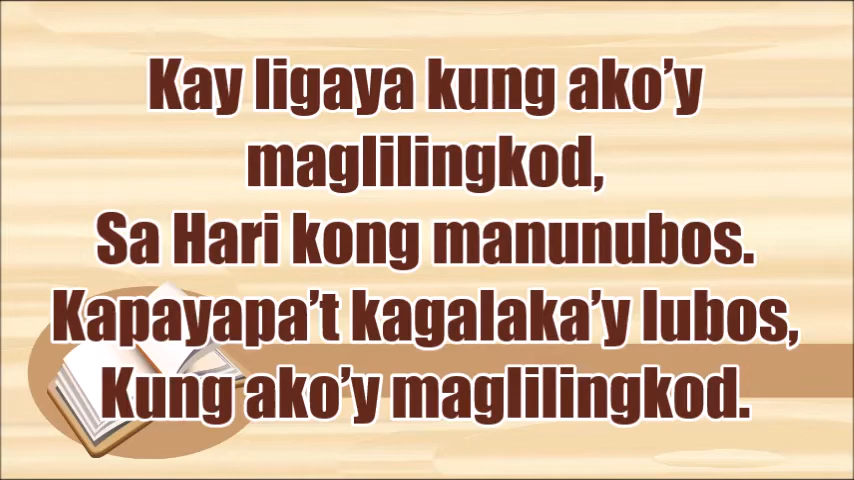 Kay ligaya kung ako’y
maglilingkod,
Sa Hari kong manunubos.
Kapayapa’t kagalaka’y lubos,
Kung ako’y maglilingkod.